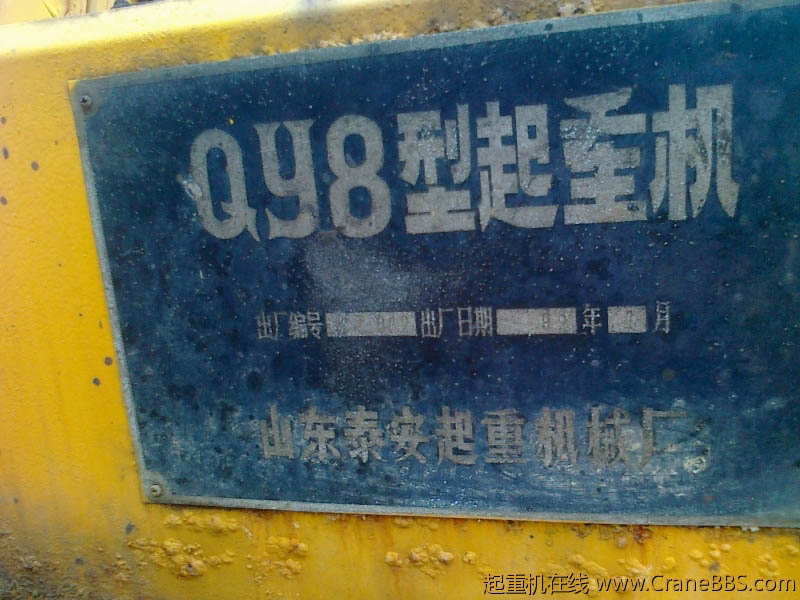 QY8型起重机
出厂编号 出厂日期 年 月
山东泰安起重机械厂
起重机在线 www.CraneBBS.com